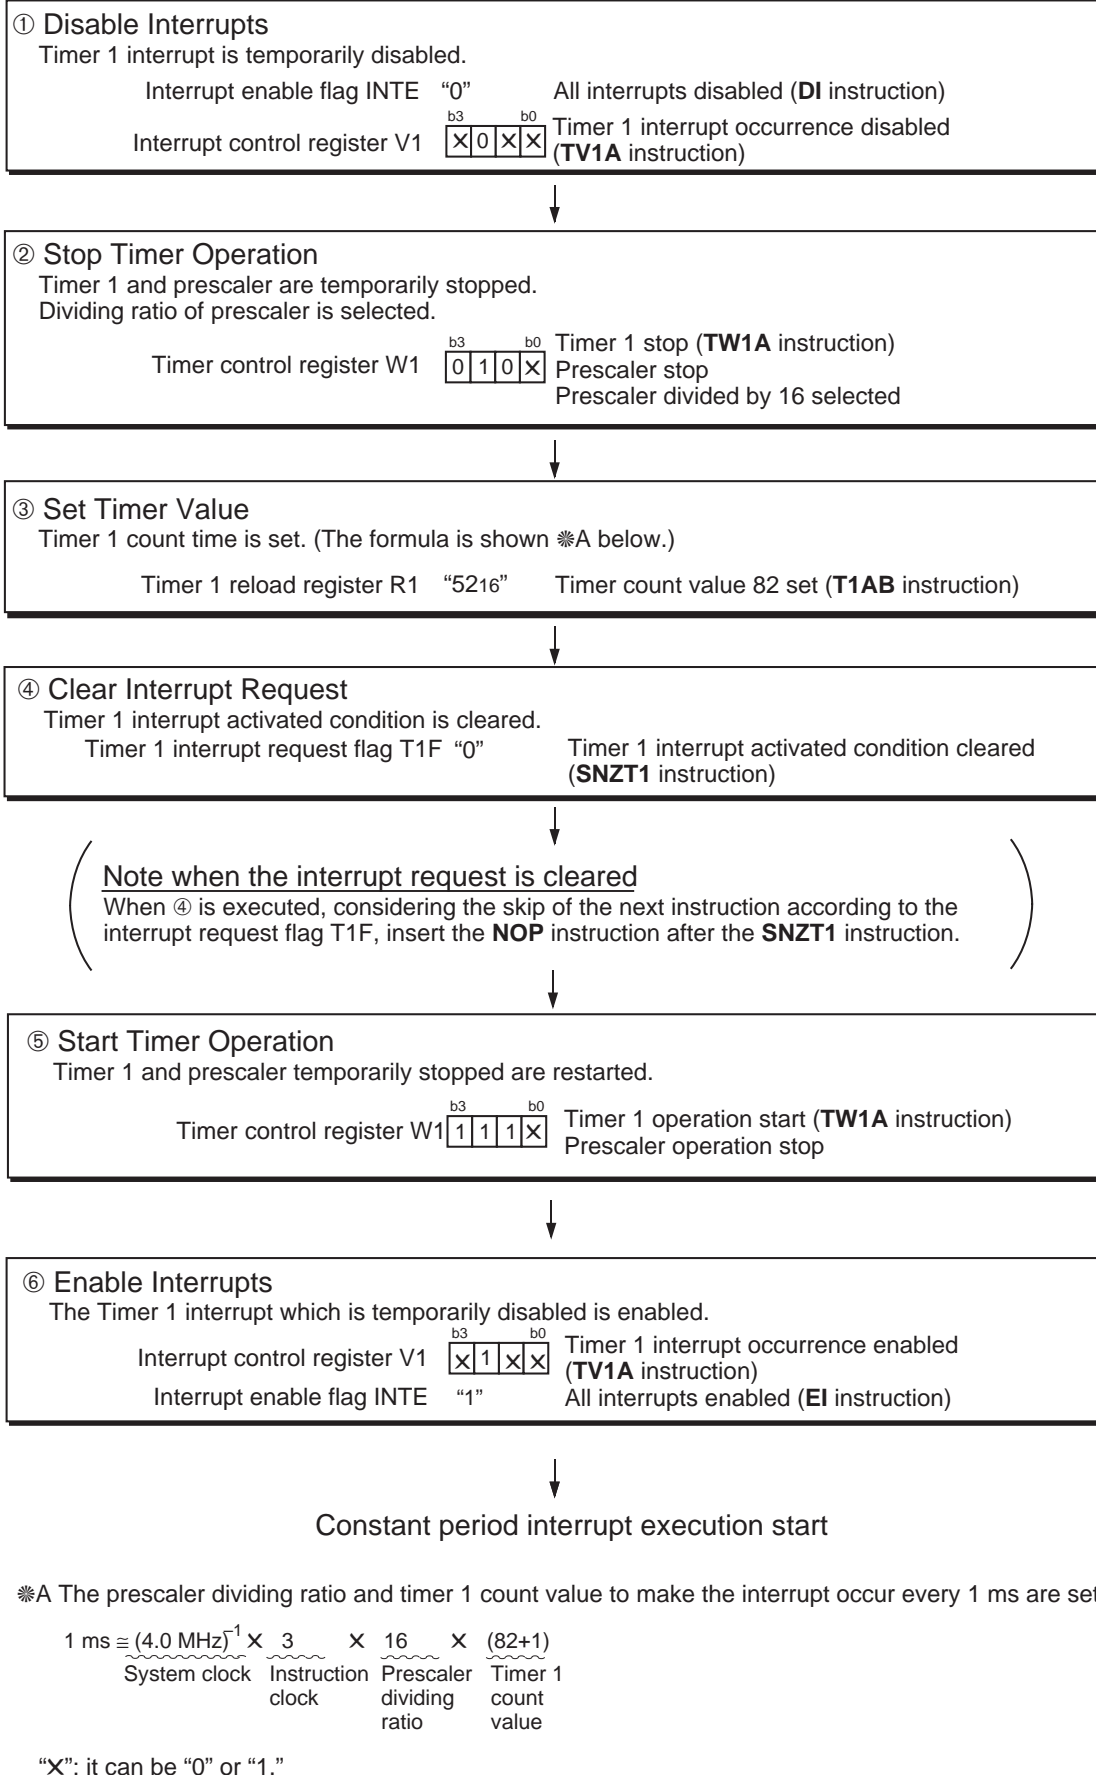 ① Disable Interrupts
Timer 1 interrupt is temporarily disabled.
Interrupt enable flag INTE “0” All interrupts disabled (DI instruction)
b3 b0
Interrupt control register V1 ✕ 0 ✕ ✕ Timer 1 interrupt occurrence disabled
(TV1A instruction)
② Stop Timer Operation
Timer 1 and prescaler are temporarily stopped.
Dividing ratio of prescaler is selected.
b3 b0
Timer control register W1 0 1 0 ✕ Timer 1 stop (TW1A instruction)
Prescaler stop
Prescaler divided by 16 selected
③ Set Timer Value
Timer 1 count time is set. (The formula is shown ❊A below.)
Timer 1 reload register R1 “5216” Timer count value 82 set (T1AB instruction)
④ Clear Interrupt Request
Timer 1 interrupt activated condition is cleared.
Timer 1 interrupt request flag T1F “0” Timer 1 interrupt activated condition cleared
(SNZT1 instruction)
Note when the interrupt request is cleared
When ④ is executed, considering the skip of the next instruction according to the
interrupt request flag T1F, insert the NOP instruction after the SNZT1 instruction.
⑤ Start Timer Operation
Timer 1 and prescaler temporarily stopped are restarted.
b3 b0
Timer control register W1 1 1 1 ✕ Timer 1 operation start (TW1A instruction)
Prescaler operation stop
⑥ Enable Interrupts
The Timer 1 interrupt which is temporarily disabled is enabled.
b3 b0
Interrupt control register V1 ✕ 1 ✕ ✕ Timer 1 interrupt occurrence enabled
(TV1A instruction)
Interrupt enable flag INTE “1” All interrupts enabled (EI instruction)
Constant period interrupt execution start
❊A The prescaler dividing ratio and timer 1 count value to make the interrupt occur every 1 ms are set
1 ms ≅ (4.0 MHz)⁻¹ ✕ 3 ✕ 16 ✕ (82+1)
System clock Instruction Prescaler Timer 1
clock dividing count
ratio value
“✕”: it can be “0” or “1.”